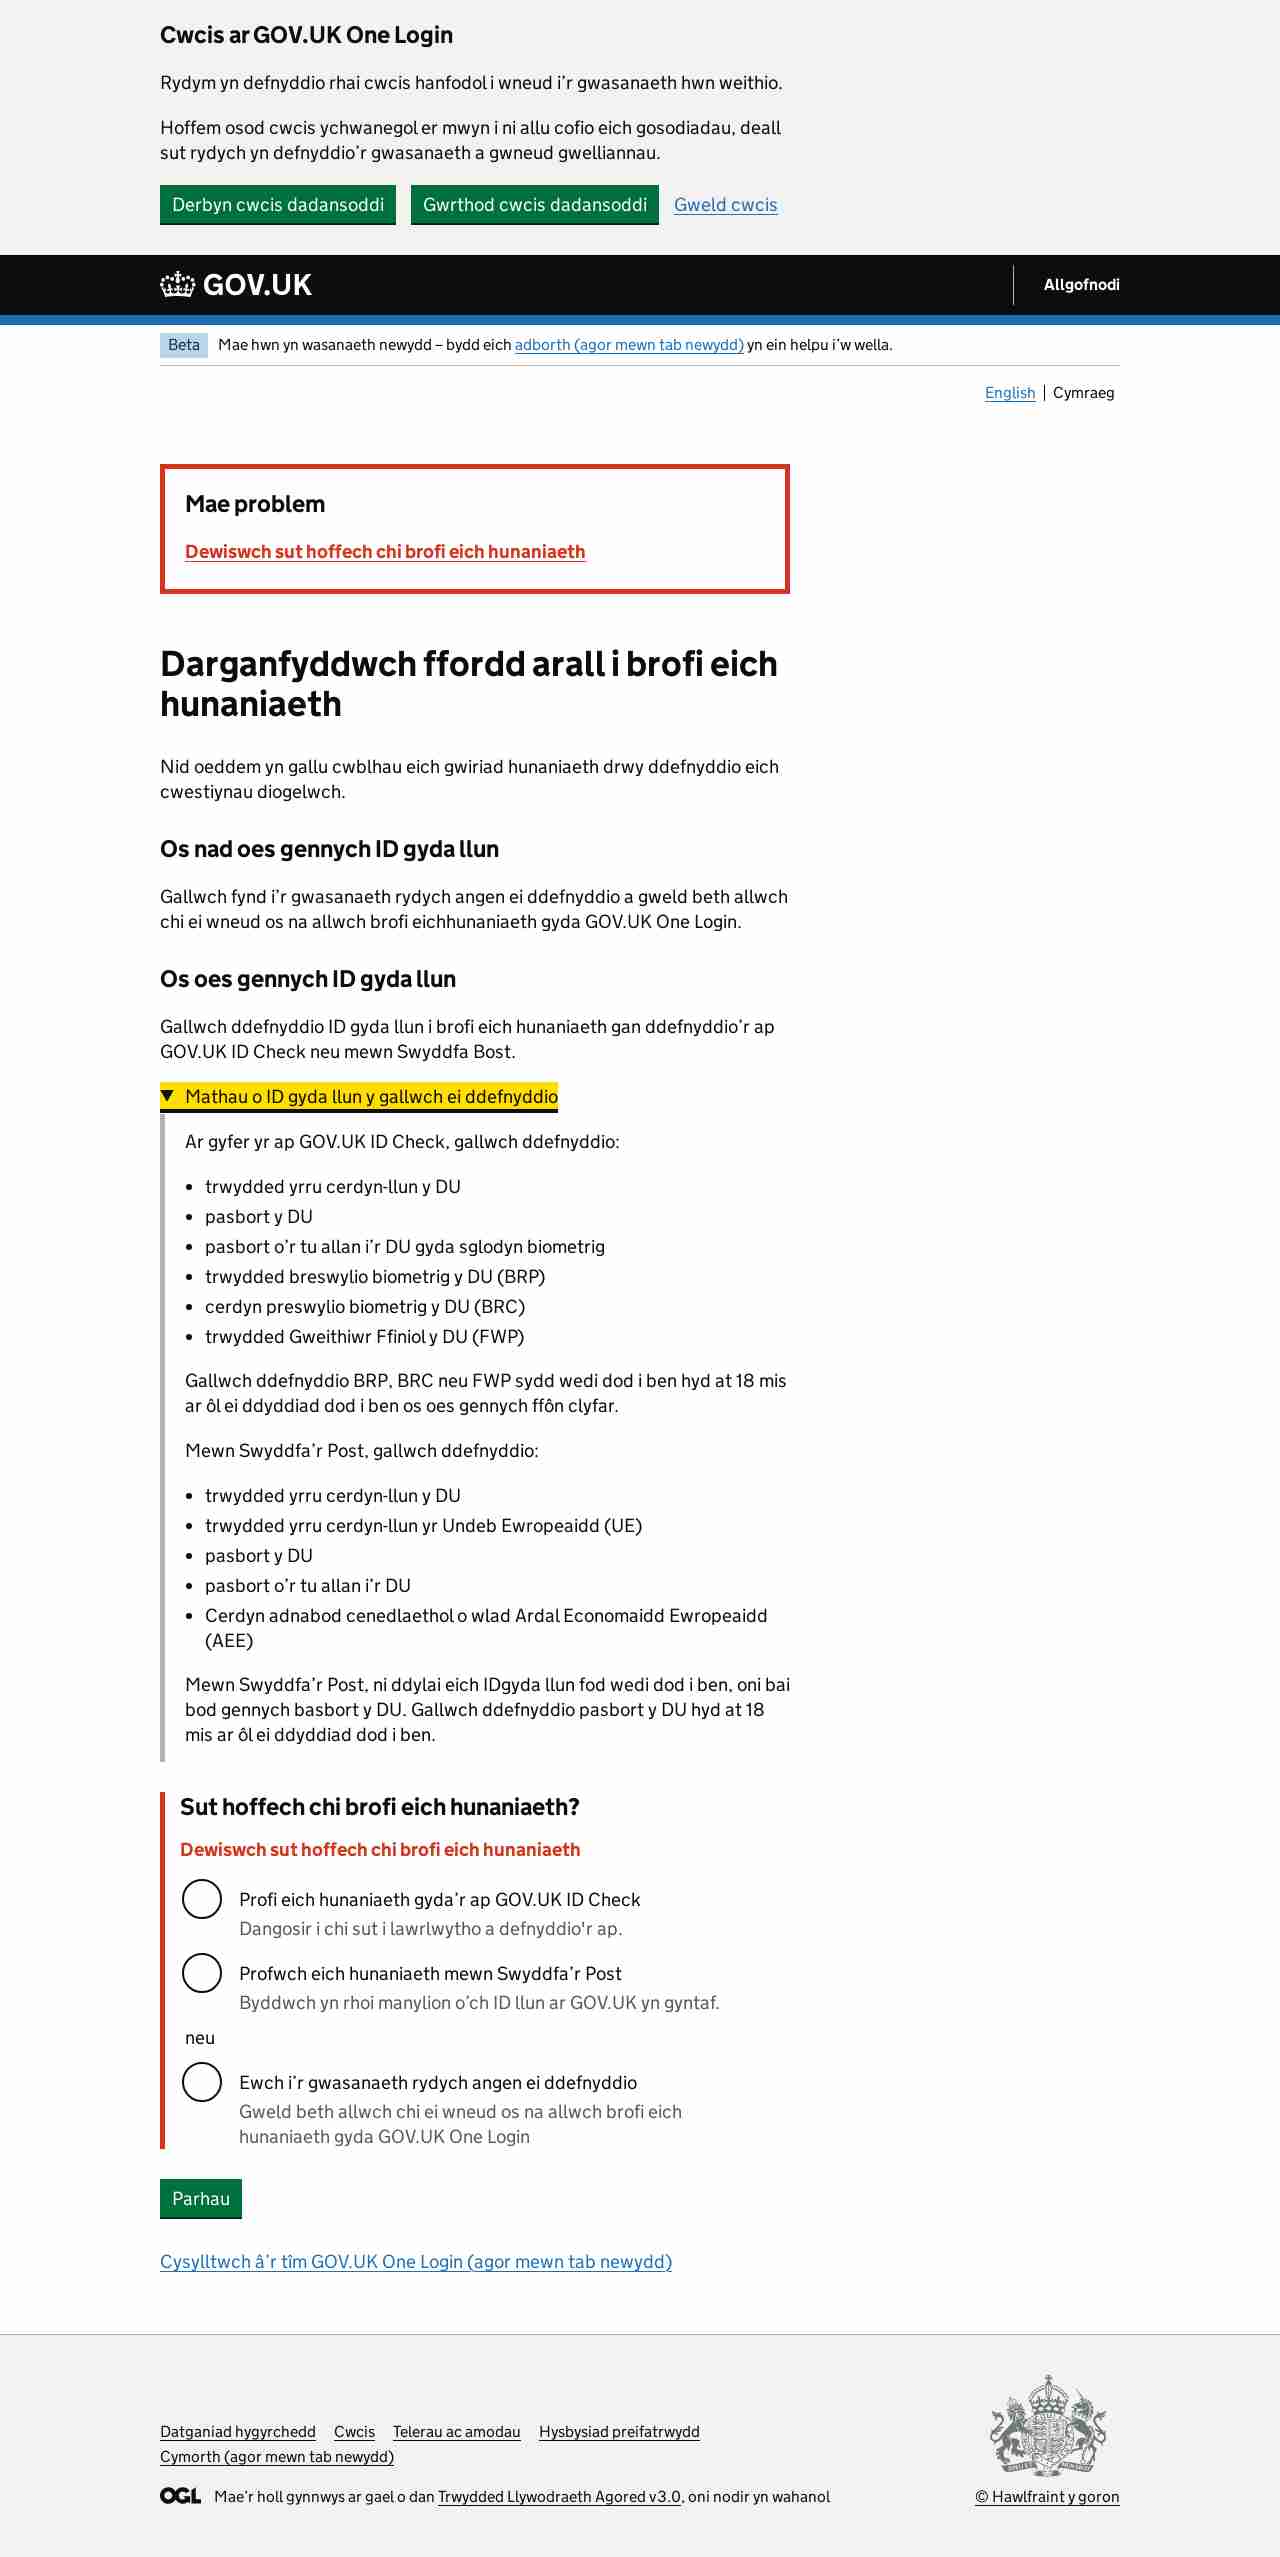 Cwcis ar GOV.UK One Login
Rydym yn defnyddio rhai cwcis hanfodol i wneud i’r gwasanaeth hwn weithio.
Hoffem osod cwcis ychwanegol er mwyn i ni allu cofio eich gosodiadau, deall
sut rydych yn defnyddio’r gwasanaeth a gwneud gwelliannau.
Derbyn cwcis dadansoddi Gwrthod cwcis dadansoddi Gweld cwcis
GOV.UK Allgofnodi
Beta Mae hwn yn wasanaeth newydd – bydd eich adborth (agor mewn tab newydd) yn ein helpu i’w wella.
English Cymraeg
Mae problem
Dewiswch sut hoffech chi brofi eich hunaniaeth
Darganfyddwch ffordd arall i brofi eich
hunaniaeth
Nid oeddem yn gallu cwblhau eich gwiriad hunaniaeth drwy ddefnyddio eich
cwestiynau diogelwch.
Os nad oes gennych ID gyda llun
Gallwch fynd i’r gwasanaeth rydych angen ei ddefnyddio a gweld beth allwch
chi ei wneud os na allwch brofi eichhunaniaeth gyda GOV.UK One Login.
Os oes gennych ID gyda llun
Gallwch ddefnyddio ID gyda llun i brofi eich hunaniaeth gan ddefnyddio’r ap
GOV.UK ID Check neu mewn Swyddfa Bost.
Mathau o ID gyda llun y gallwch ei ddefnyddio
Ar gyfer yr ap GOV.UK ID Check, gallwch ddefnyddio:
• trwydded yrru cerdyn-llun y DU
• pasbort y DU
• pasbort o’r tu allan i’r DU gyda sglodyn biometrig
• trwydded breswylio biometrig y DU (BRP)
• cerdyn preswylio biometrig y DU (BRC)
• trwydded Gweithiwr Ffiniol y DU (FWP)
Gallwch ddefnyddio BRP, BRC neu FWP sydd wedi dod i ben hyd at 18 mis
ar ôl ei ddyddiad dod i ben os oes gennych ffôn clyfar.
Mewn Swyddfa’r Post, gallwch ddefnyddio:
• trwydded yrru cerdyn-llun y DU
• trwydded yrru cerdyn-llun yr Undeb Ewropeaidd (UE)
• pasbort y DU
• pasbort o’r tu allan i’r DU
• Cerdyn adnabod cenedlaethol o wlad Ardal Economaidd Ewropeaidd
(AEE)
Mewn Swyddfa’r Post, ni ddylai eich IDgyda llun fod wedi dod i ben, oni bai
bod gennych basbort y DU. Gallwch ddefnyddio pasbort y DU hyd at 18
mis ar ôl ei ddyddiad dod i ben.
Sut hoffech chi brofi eich hunaniaeth?
Dewiswch sut hoffech chi brofi eich hunaniaeth
Profi eich hunaniaeth gyda’r ap GOV.UK ID Check
Dangosir i chi sut i lawrlwytho a defnyddio'r ap.
Profwch eich hunaniaeth mewn Swyddfa’r Post
Byddwch yn rhoi manylion o’ch ID llun ar GOV.UK yn gyntaf.
neu
Ewch i’r gwasanaeth rydych angen ei ddefnyddio
Gweld beth allwch chi ei wneud os na allwch brofi eich
hunaniaeth gyda GOV.UK One Login
Parhau
Cysylltwch â’r tîm GOV.UK One Login (agor mewn tab newydd)
Datganiad hygyrchedd Cwcis Telerau ac amodau Hysbysiad preifatrwydd
Cymorth (agor mewn tab newydd)
OGL Mae’r holl gynnwys ar gael o dan Trwydded Llywodraeth Agored v3.0, oni nodir yn wahanol
© Hawlfraint y goron